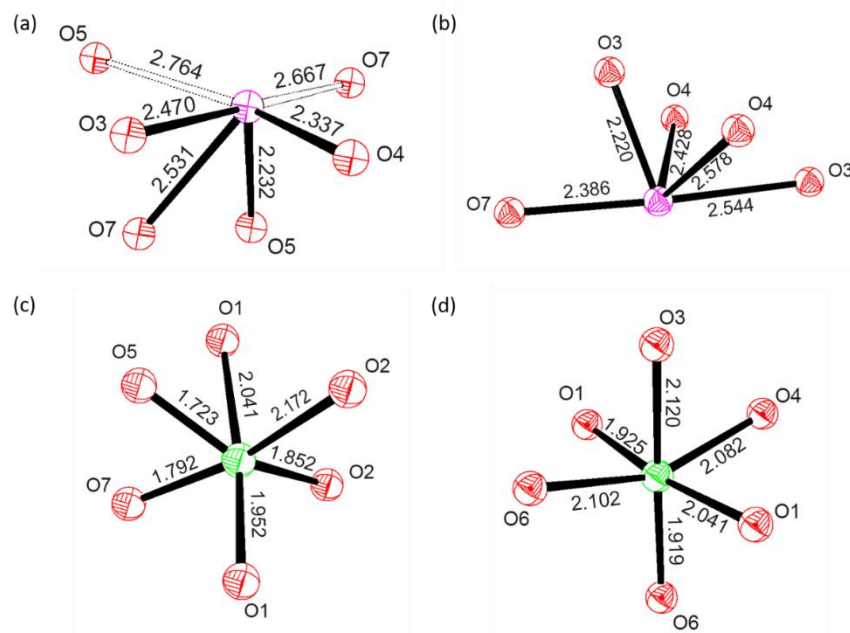 (a)
O5
2.764
2.667
O7
O3
2.470
2.337
O4
2.531
2.232
O7
O5
(b)
O3
O4
O4
2.220
2.428
2.578
O7
2.386
2.544
O3
(c)
O1
O5
O2
2.041
1.723
2.172
1.792
1.852
O7
O2
1.952
O1
(d)
O3
O1
2.120
O4
1.925
2.082
2.102
2.041
O6
O1
1.919
O6